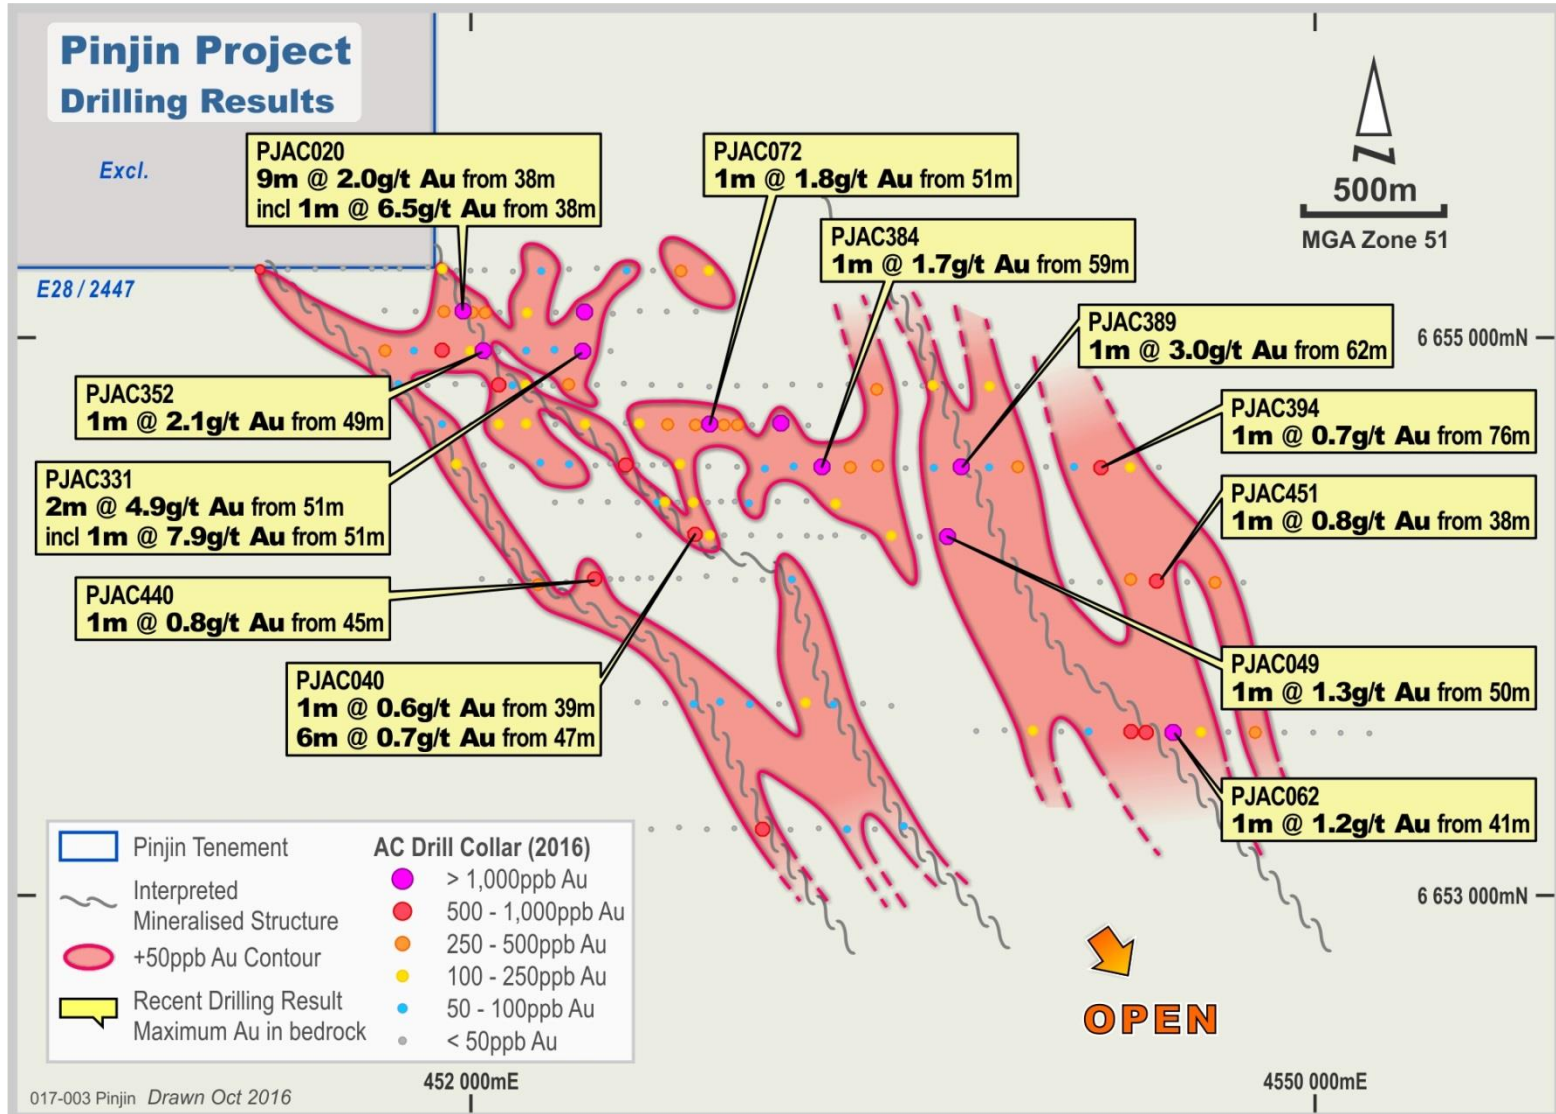 Pinjin Project
Drilling Results
Excl.
E28 / 2447
PJAC020
9m @ 2.0g/t Au from 38m
incl 1m @ 6.5g/t Au from 38m
PJAC072
1m @ 1.8g/t Au from 51m
PJAC384
1m @ 1.7g/t Au from 59m
N
500m
MGA Zone 51
PJAC389
1m @ 3.0g/t Au from 62m
6 655 000mN
PJAC352
1m @ 2.1g/t Au from 49m
PJAC394
1m @ 0.7g/t Au from 76m
PJAC331
2m @ 4.9g/t Au from 51m
incl 1m @ 7.9g/t Au from 51m
PJAC451
1m @ 0.8g/t Au from 38m
PJAC440
1m @ 0.8g/t Au from 45m
PJAC040
1m @ 0.6g/t Au from 39m
6m @ 0.7g/t Au from 47m
PJAC049
1m @ 1.3g/t Au from 50m
PJAC062
1m @ 1.2g/t Au from 41m
Pinjin Tenement
Interpreted
Mineralised Structure
+50ppb Au Contour
Recent Drilling Result
Maximum Au in bedrock
AC Drill Collar (2016)
> 1,000ppb Au
500 - 1,000ppb Au
250 - 500ppb Au
100 - 250ppb Au
50 - 100ppb Au
< 50ppb Au
6 653 000mN
OPEN
452 000mE
4550 000mE
017-003 Pinjin Drawn Oct 2016